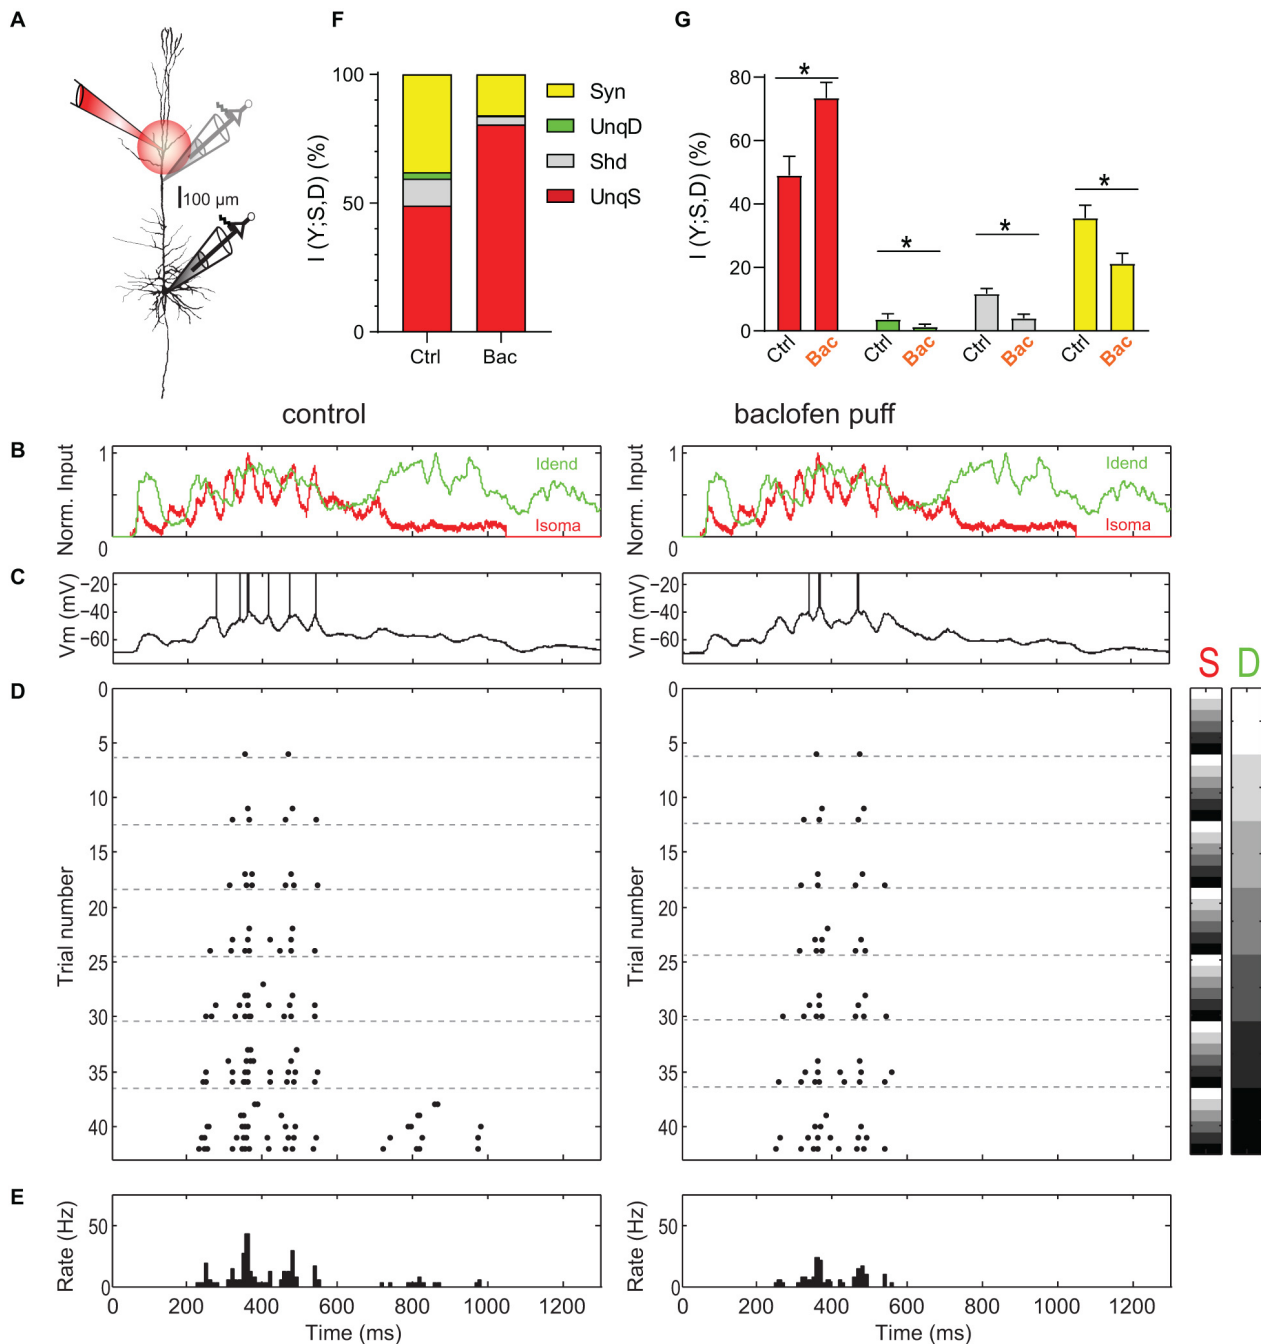 A
F
G
100 µm
I (Y;S,D) (%)
100
50
0
Ctrl
Bac
Syn
UnqD
Shd
UnqS
I (Y;S,D) (%)
80
60
40
20
0
*
*
*
*
Ctrl
Bac
Ctrl
Bac
Ctrl
Bac
Ctrl
Bac
control
baclofen puff
B
Norm. Input
1
0
Idend
Isoma
Norm. Input
1
0
Idend
Isoma
C
Vm (mV)
−20
−40
−60
Vm (mV)
−20
−40
−60
S
D
D
Trial number
0
5
10
15
20
25
30
35
40
Trial number
0
5
10
15
20
25
30
35
40
E
Rate (Hz)
50
0
0
200
400
600
800
1000
1200
Time (ms)
Rate (Hz)
50
0
0
200
400
600
800
1000
1200
Time (ms)